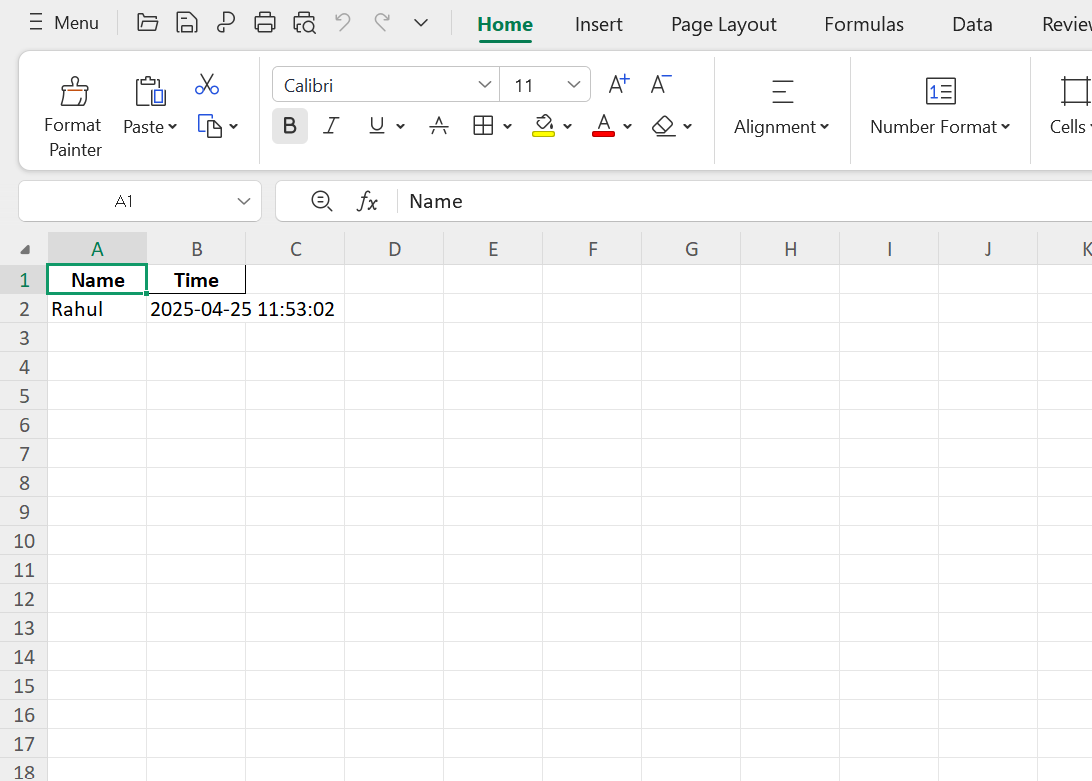 Menu Home Insert Page Layout Formulas Data Review
Format Painter Paste Calibri 11 A+ A− Alignment Number Format Cells
B I U A A
A1 fx Name
A B C D E F G H I J K
1 Name Time
2 Rahul 2025-04-25 11:53:02
3
4
5
6
7
8
9
10
11
12
13
14
15
16
17
18